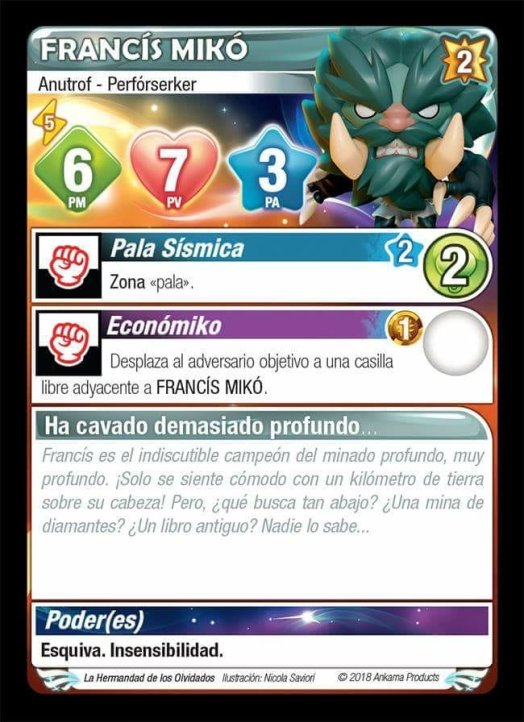 FRANCÍS MIKÓ
2
Anutrof - Perfórserker
5
6
PM
7
PV
3
PA
Pala Sísmica
2
2
Zona «pala».
Económiko
1
Desplaza al adversario objetivo a una casilla
libre adyacente a FRANCÍS MIKÓ.
Ha cavado demasiado profundo...
Francís es el indiscutible campeón del minado profundo, muy
profundo. ¡Solo se siente cómodo con un kilómetro de tierra
sobre su cabeza! Pero, ¿qué busca tan abajo? ¿Una mina de
diamantes? ¿Un libro antiguo? Nadie lo sabe...
Poder(es)
Esquiva. Insensibilidad.
La Hermandad de los Olvidados Ilustración: Nicola Saviori © 2018 Ankama Products